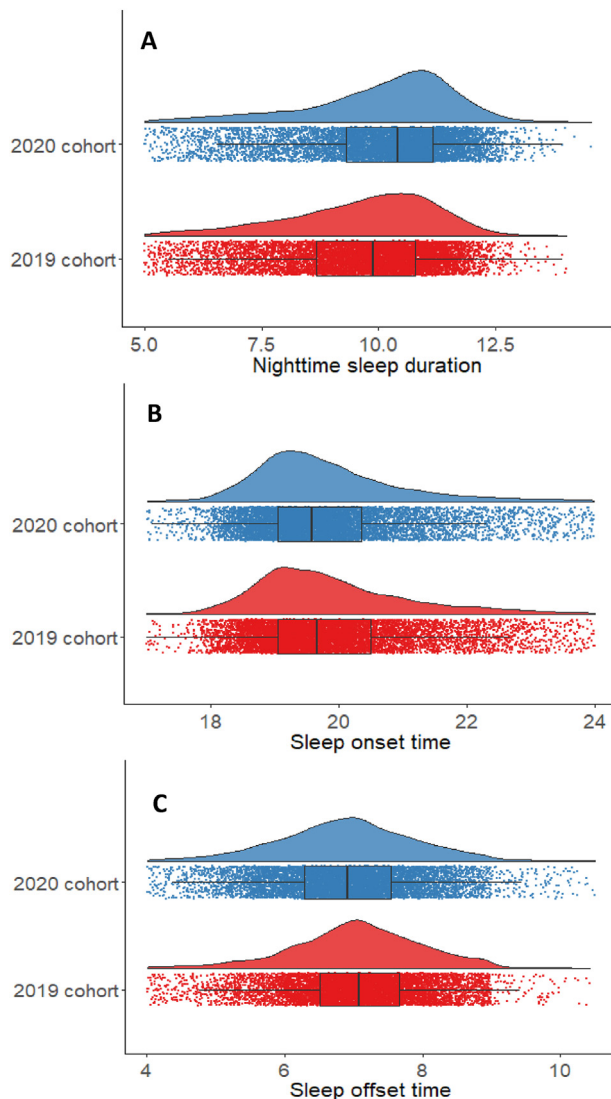 A
2020 cohort
2019 cohort
5.0 7.5 10.0 12.5
Nighttime sleep duration
B
2020 cohort
2019 cohort
18 20 22 24
Sleep onset time
C
2020 cohort
2019 cohort
4 6 8 10
Sleep offset time